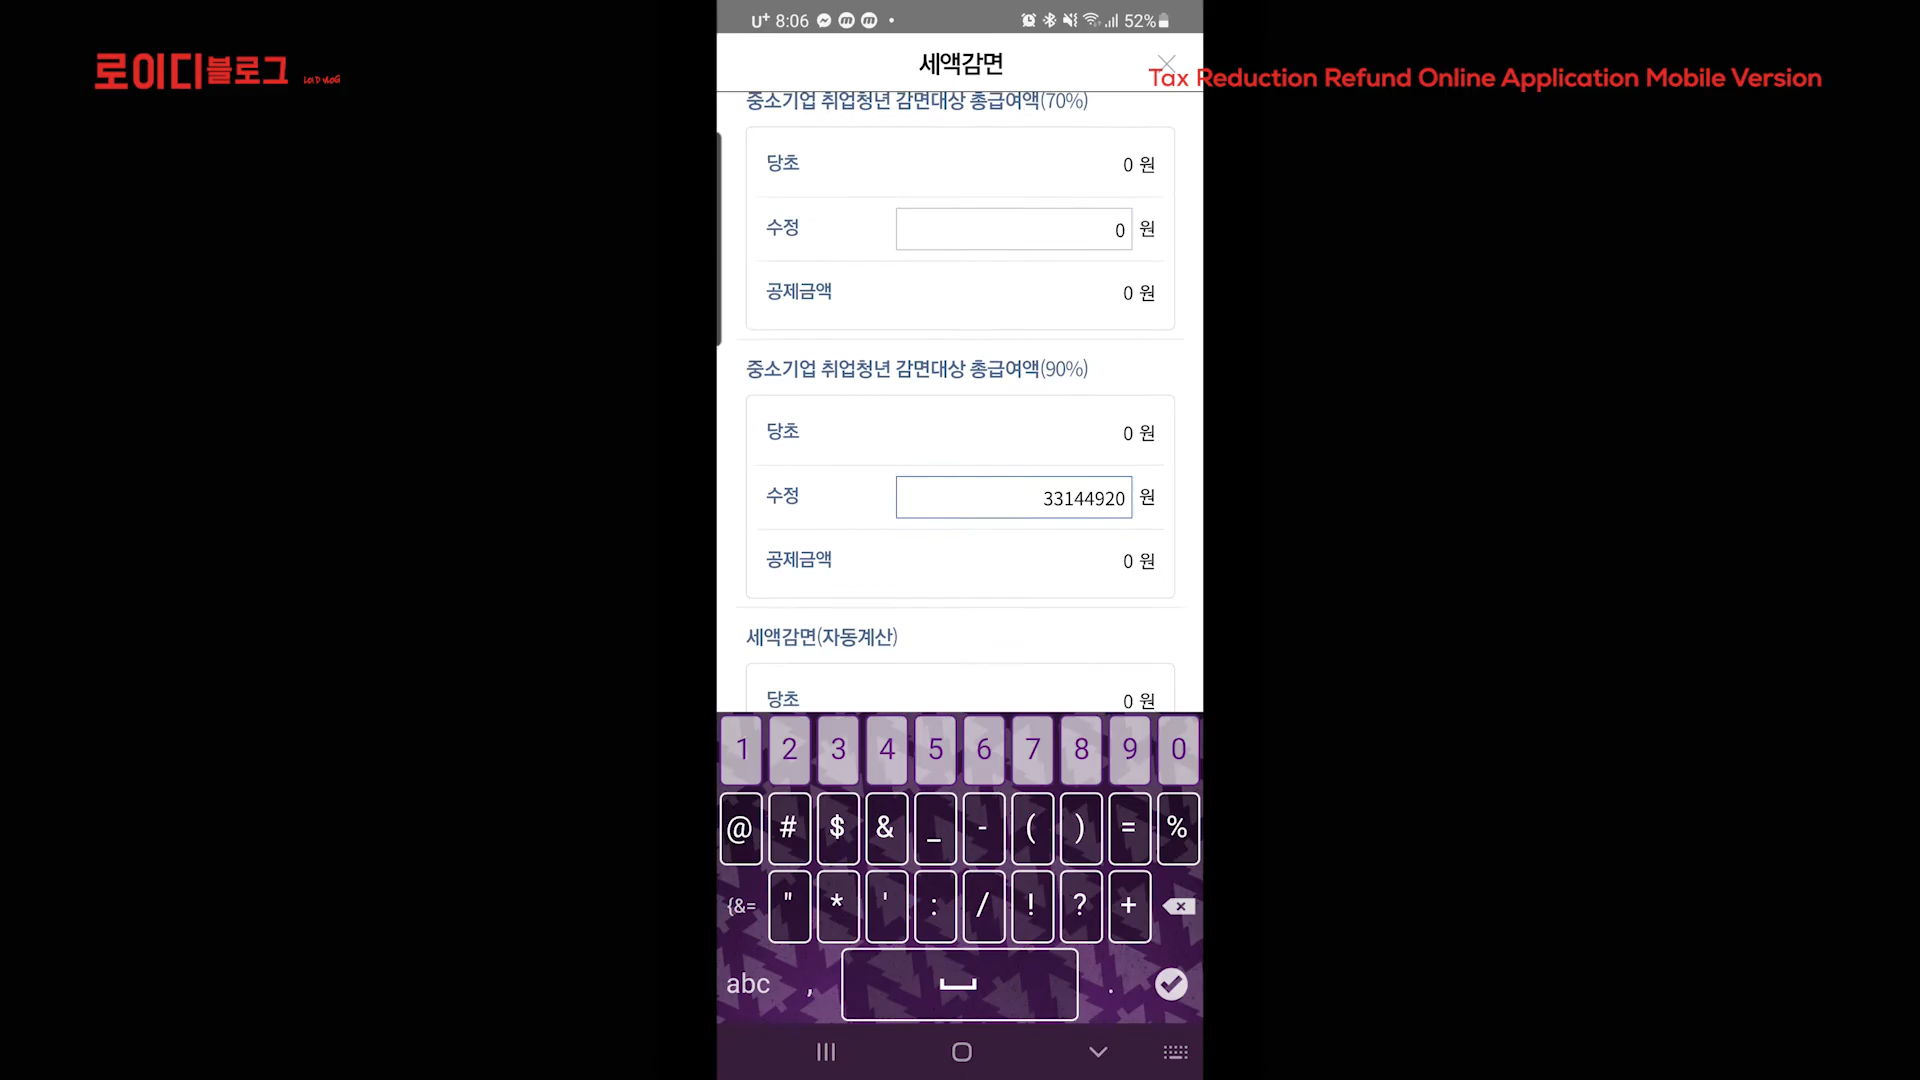 U+ 8:06 52%
로이디블로그 LOID VLOG
세액감면
Tax Reduction Refund Online Application Mobile Version
중소기업 취업청년 감면대상 총급여액(70%)
당초 0 원
수정 0 원
공제금액 0 원
중소기업 취업청년 감면대상 총급여액(90%)
당초 0 원
수정 33144920 원
공제금액 0 원
세액감면(자동계산)
당초 0 원
1 2 3 4 5 6 7 8 9 0
@ # $ & _ - ( ) = %
{&= " * ' : / ! ? +
abc , .